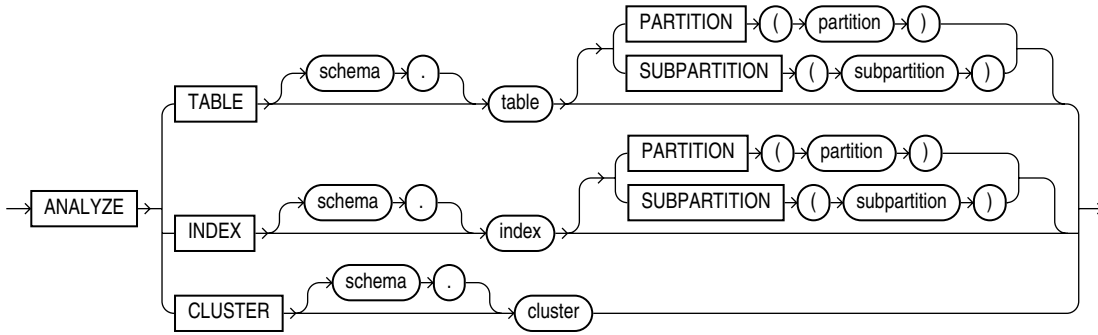 PARTITION ( partition )
schema .
SUBPARTITION ( subpartition )
TABLE table
PARTITION ( partition )
schema .
SUBPARTITION ( subpartition )
ANALYZE
INDEX index
schema .
CLUSTER cluster